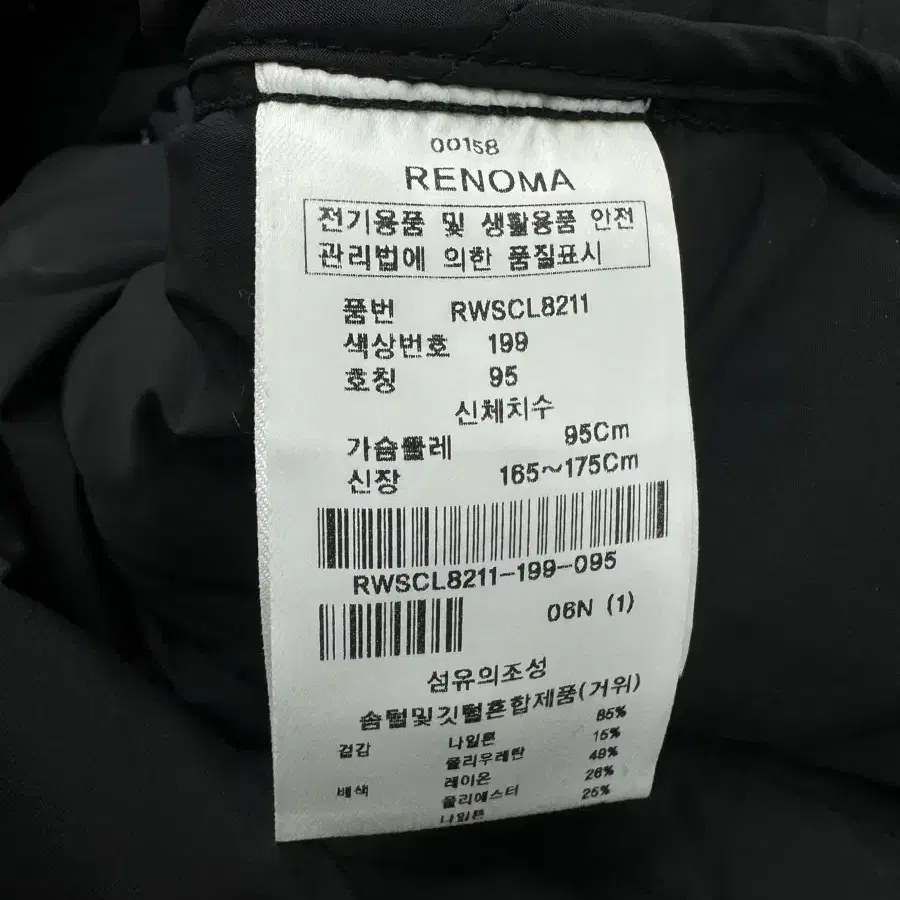 00158
RENOMA
전기용품 및 생활용품 안전
관리법에 의한 품질표시
품번 RWSCL8211
색상번호 199
호칭 95
신체치수
가슴둘레 95Cm
신장 165~175Cm
RWSCL8211-199-095
06N (1)
섬유의조성
솜털및깃털혼합제품(거위)
겉감 나일론 85%
폴리우레탄 15%
배색 레이온 49%
폴리에스터 26%
나일론 25%